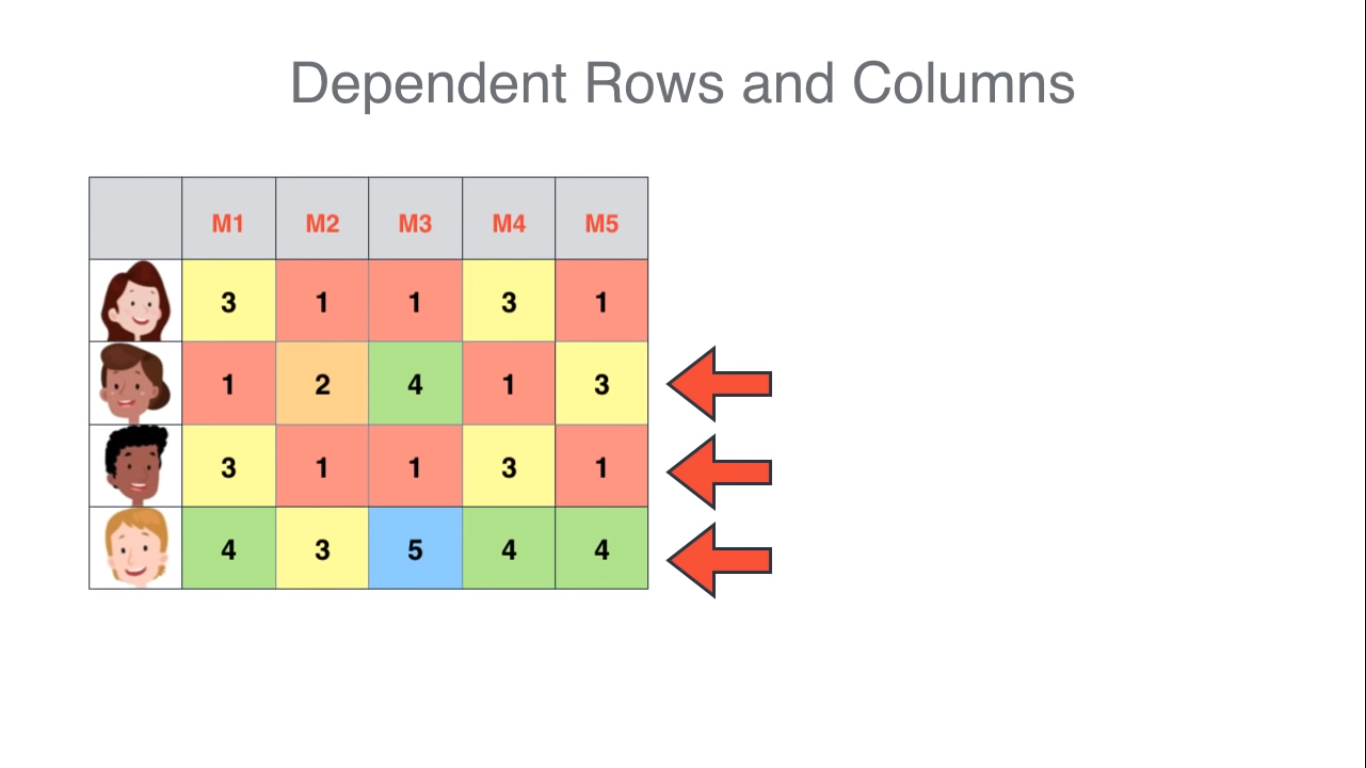 Dependent Rows and Columns
M1 M2 M3 M4 M5
3 1 1 3 1
1 2 4 1 3
3 1 1 3 1
4 3 5 4 4